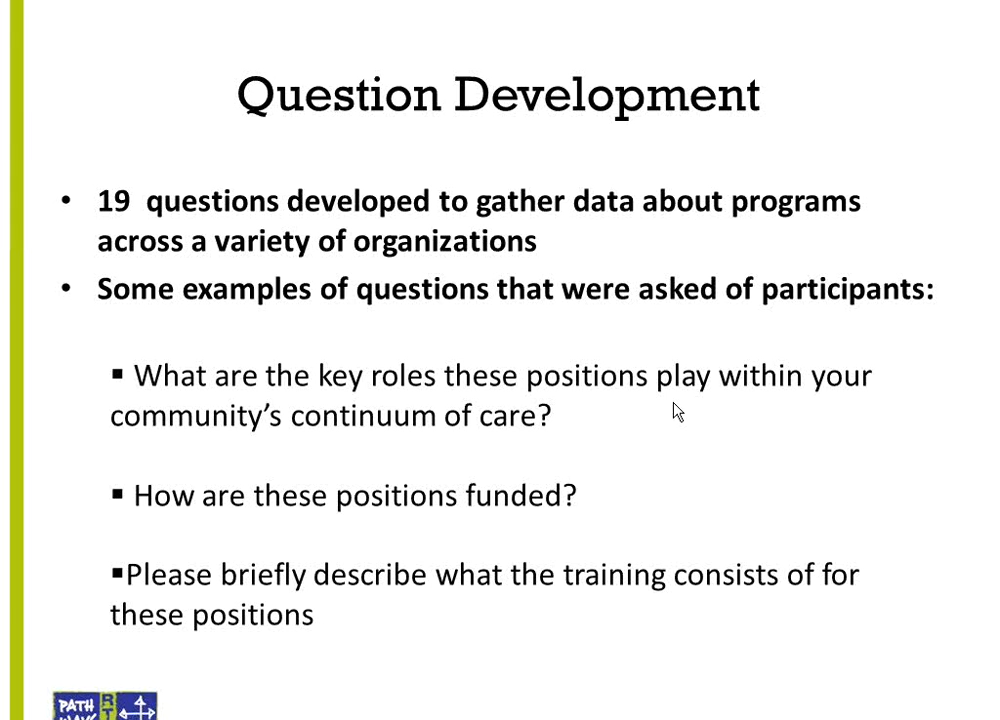 Question Development
• 19 questions developed to gather data about programs
across a variety of organizations
• Some examples of questions that were asked of participants:
▪ What are the key roles these positions play within your
community's continuum of care?
▪ How are these positions funded?
▪Please briefly describe what the training consists of for
these positions
PATH R
WAYS T